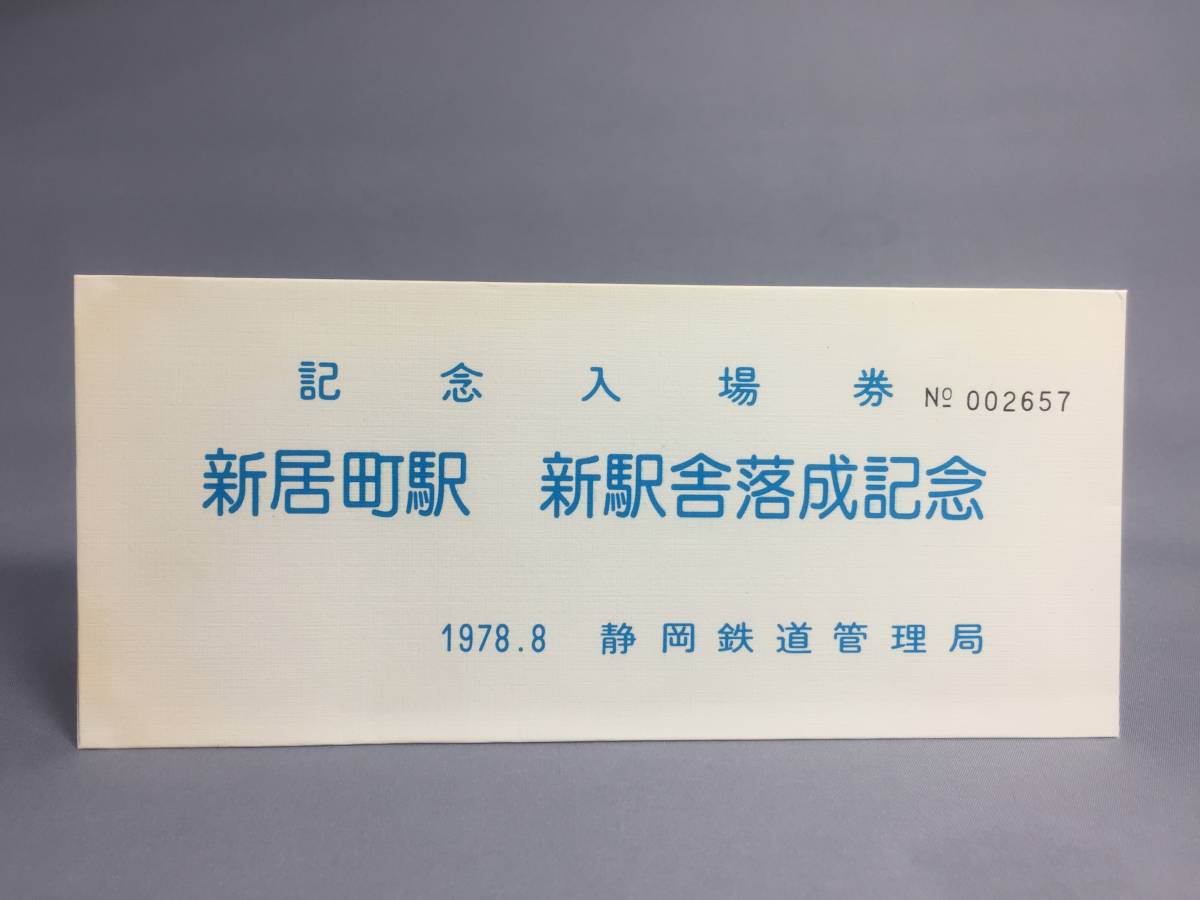 記念入場券 № 002657
新居町駅 新駅舎落成記念
1978.8 静岡鉄道管理局